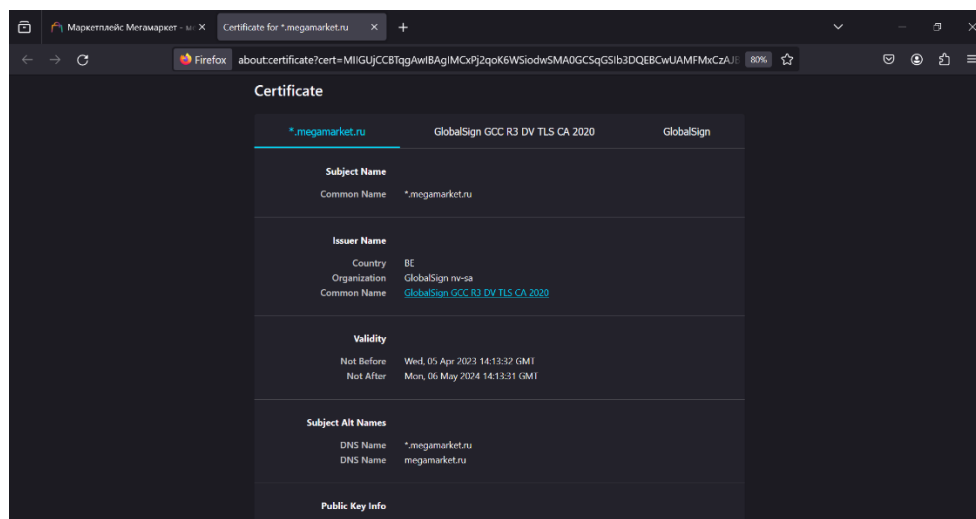 Маркетплейс Мегамаркет
Certificate for *.megamarket.ru
Firefox about:certificate?cert=
80%
Certificate
*.megamarket.ru GlobalSign GCC R3 DV TLS CA 2020 GlobalSign
Subject Name
Common Name *.megamarket.ru
Issuer Name
Country BE
Organization GlobalSign nv-sa
Common Name GlobalSign GCC R3 DV TLS CA 2020
Validity
Not Before Wed, 05 Apr 2023 14:13:32 GMT
Not After Mon, 06 May 2024 14:13:31 GMT
Subject Alt Names
DNS Name *.megamarket.ru
DNS Name megamarket.ru
Public Key Info